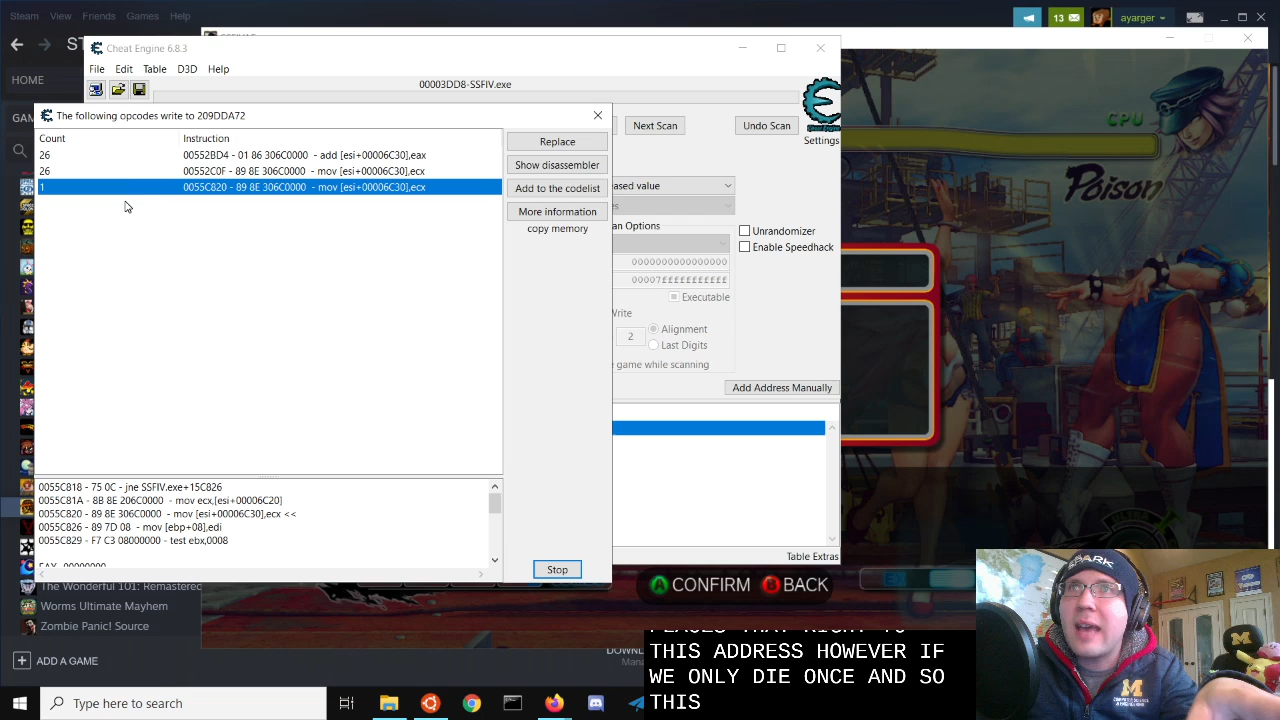 Steam View Friends Games Help
13 ayarger
Cheat Engine 6.8.3
HOME
File Edit Table D3D Help
00003DD8-SSFIV.exe
The following opcodes write to 209DDA72
Count Instruction
26 00552BD4 - 01 86 306C0000 - add [esi+00006C30],eax
26 00552C0F - 89 8E 306C0000 - mov [esi+00006C30],ecx
1 0055C820 - 89 8E 306C0000 - mov [esi+00006C30],ecx
Replace
Show disassembler
Add to the codelist
More information
copy memory
Next Scan Undo Scan
Settings
Unrandomizer
Enable Speedhack
0000000000000000
00007fffffffffff
Executable
2
Alignment
Last Digits
game while scanning
Add Address Manually
Table Extras
0055C818 - 75 0C - jne SSFIV.exe+15C826
0055C81A - 8B 8E 206C0000 - mov ecx,[esi+00006C20]
0055C820 - 89 8E 306C0000 - mov [esi+00006C30],ecx <<
0055C826 - 89 7D 08 - mov [ebp+08],edi
0055C829 - F7 C3 08000000 - test ebx,0008
Stop
CPU
Poison
A CONFIRM B BACK
EX
The Wonderful 101: Remastered
Worms Ultimate Mayhem
Zombie Panic! Source
ADD A GAME
THIS ADDRESS HOWEVER IF
WE ONLY DIE ONCE AND SO
THIS
Type here to search
M
M